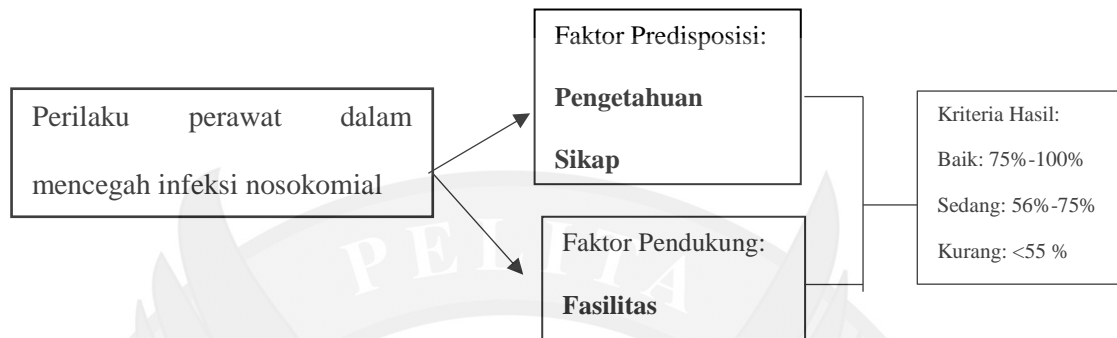 Perilaku perawat dalam
mencegah infeksi nosokomial
Faktor Predisposisi:
Pengetahuan
Sikap
Faktor Pendukung:
Fasilitas
Kriteria Hasil:
Baik: 75%-100%
Sedang: 56%-75%
Kurang: <55 %
PELITA